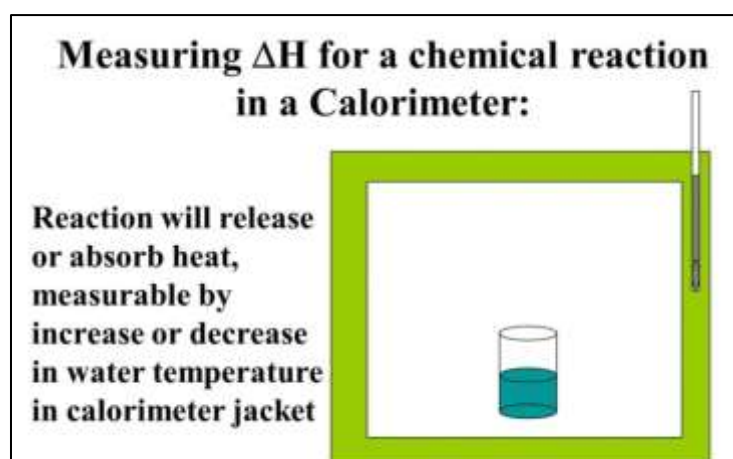 Measuring ΔH for a chemical reaction
in a Calorimeter:
Reaction will release
or absorb heat,
measurable by
increase or decrease
in water temperature
in calorimeter jacket